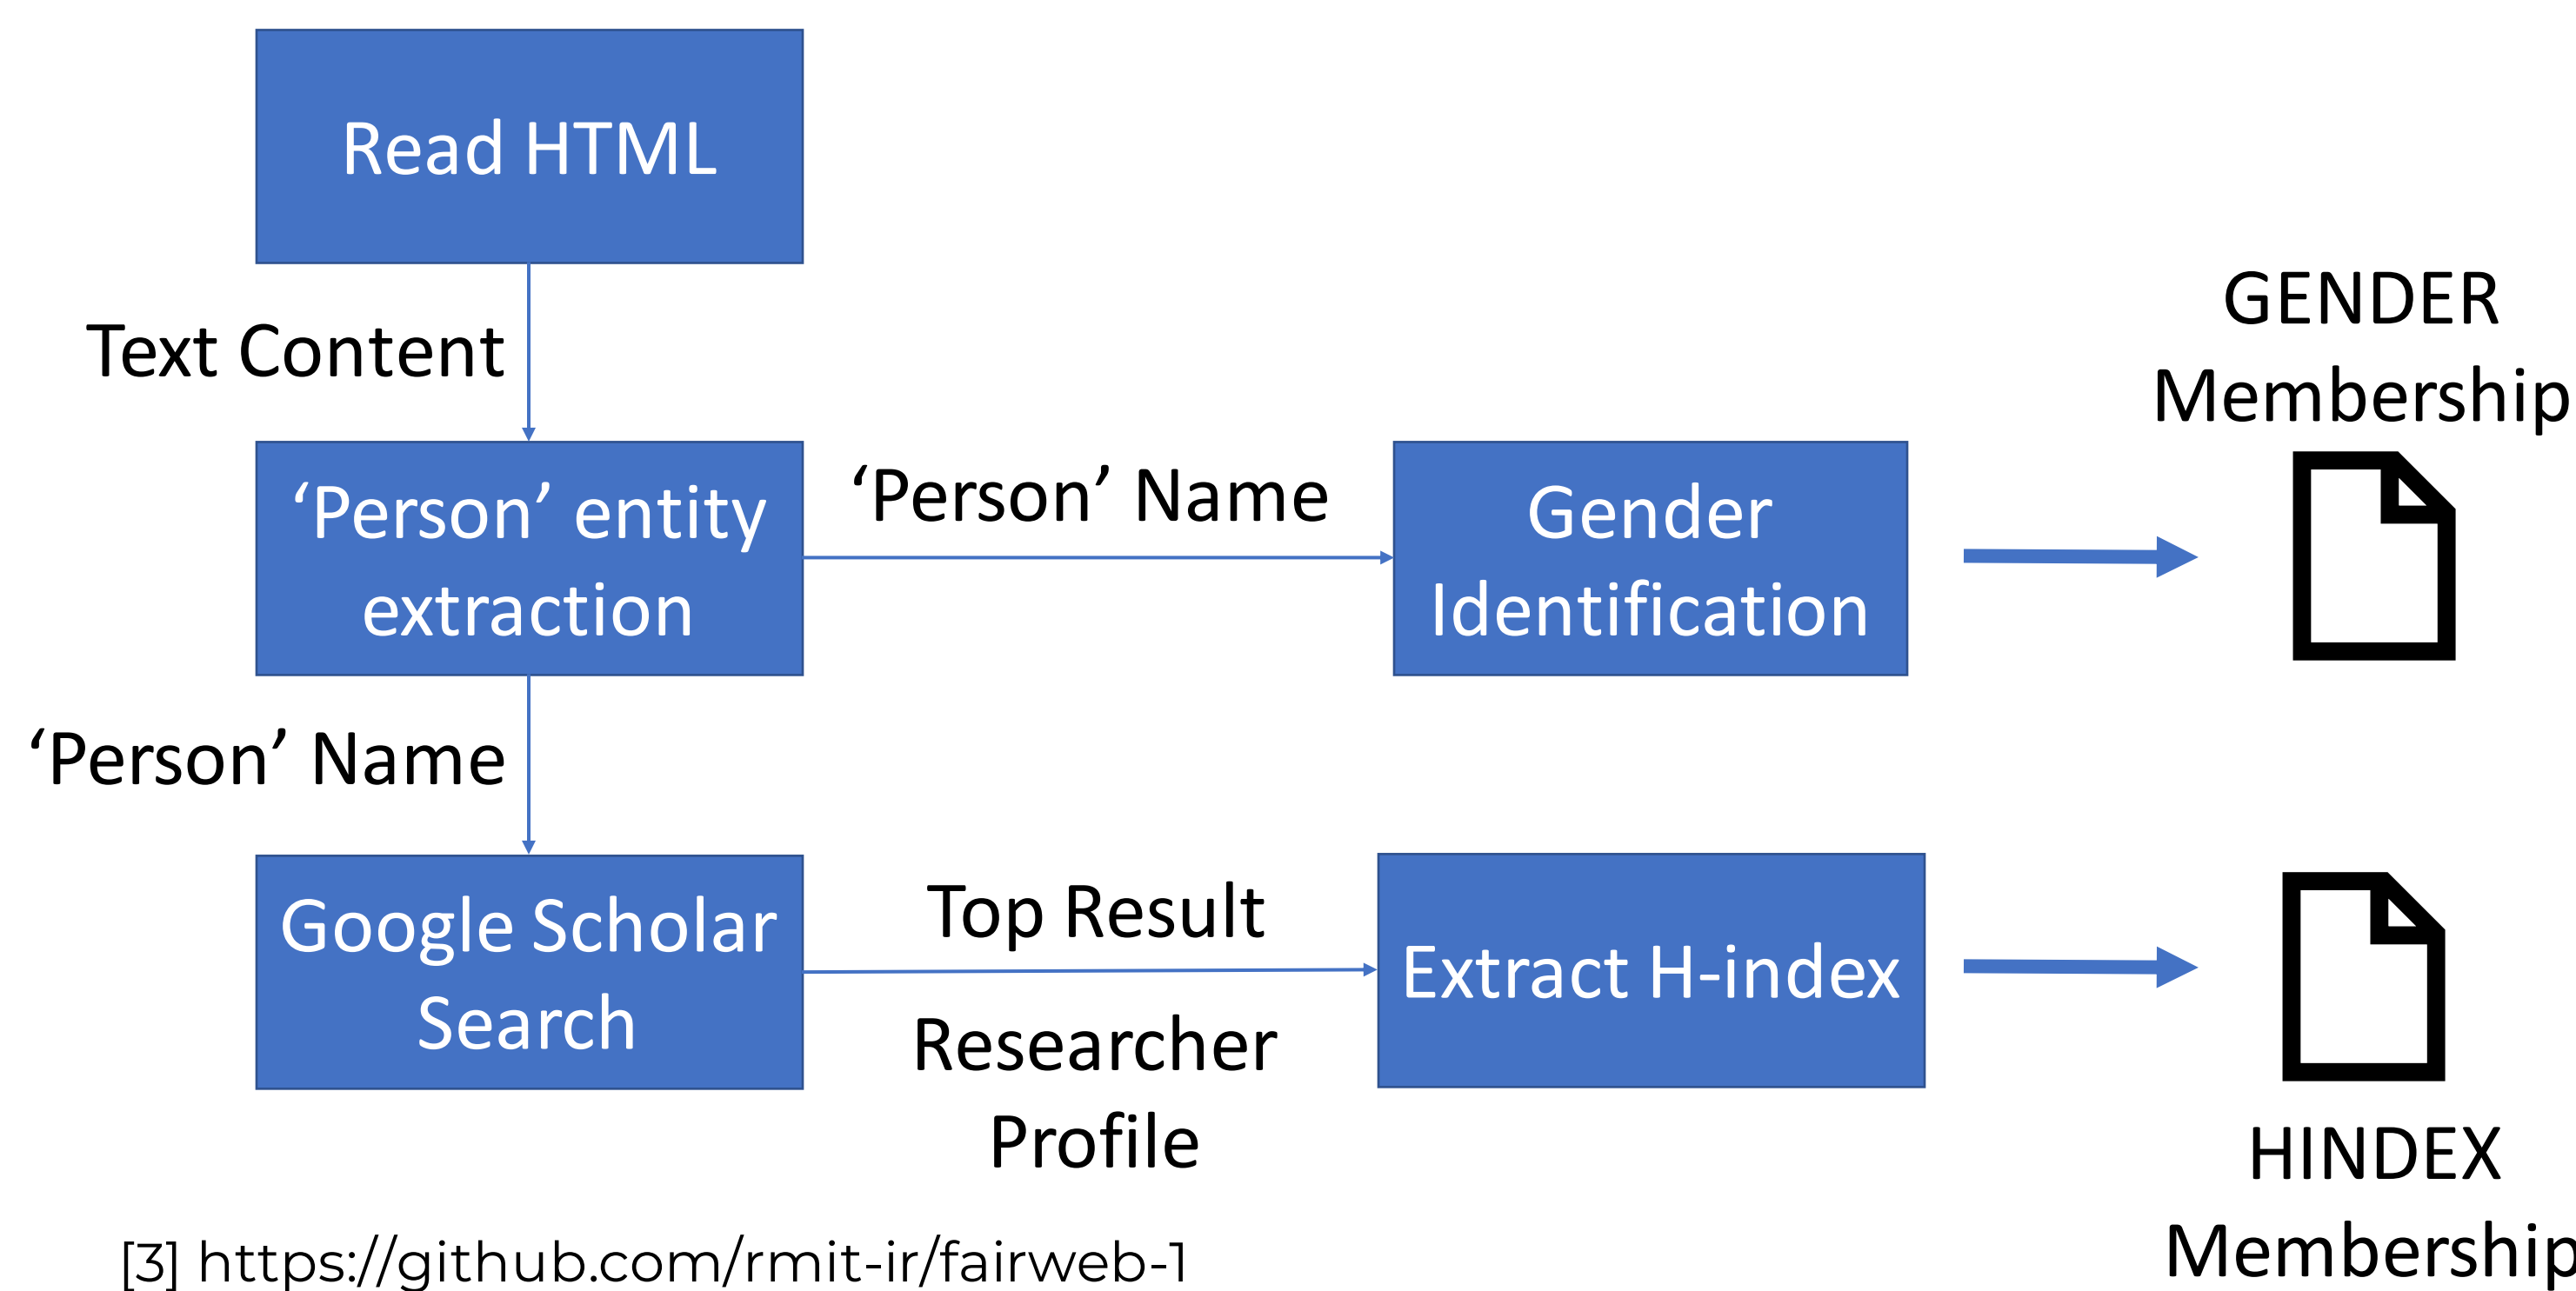 Read HTML
Text Content
‘Person’ entity
extraction
‘Person’ Name
Gender
Identification
GENDER
Membership
‘Person’ Name
Google Scholar
Search
Top Result
Researcher
Profile
Extract H-index
HINDEX
Membership
[3] https://github.com/rmit-ir/fairweb-1